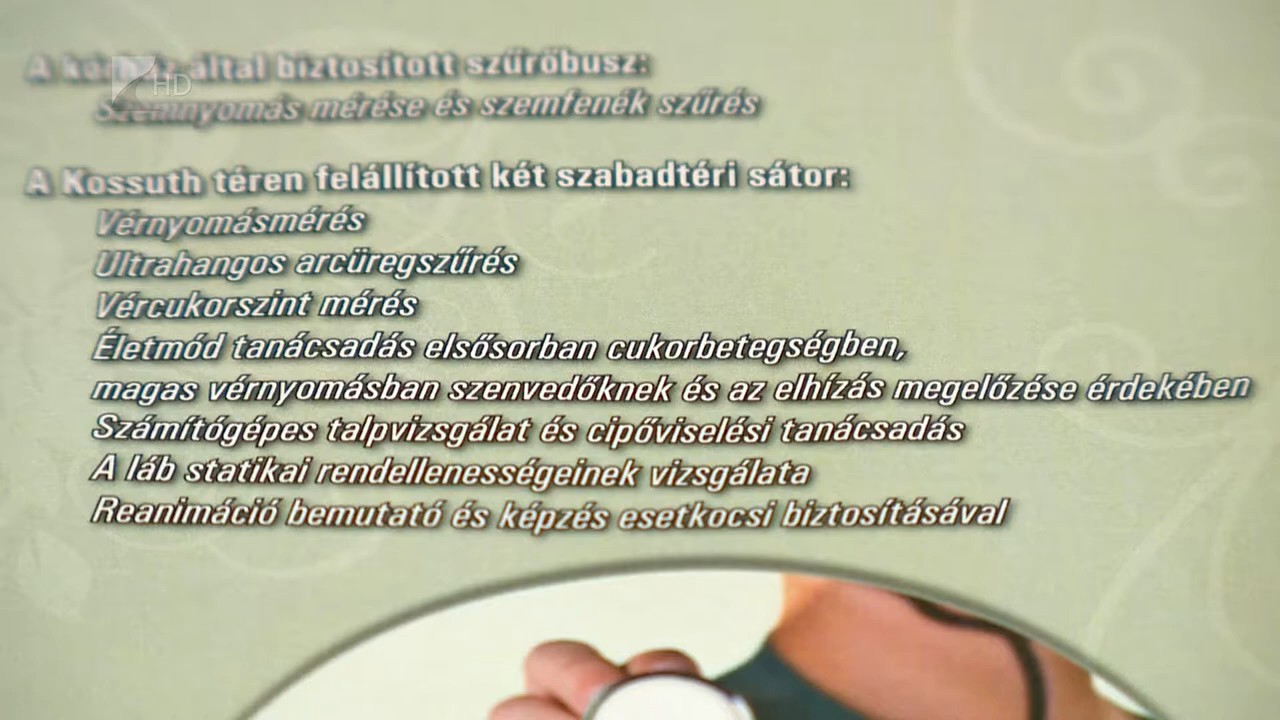 A által biztosított szűrőbusz:
Szemnyomás mérése és szemfenék szűrés
A Kossuth téren felállított két szabadtéri sátor:
Vérnyomásmérés
Ultrahangos arcüregszűrés
Vércukorszint mérés
Életmód tanácsadás elsősorban cukorbetegségben,
magas vérnyomásban szenvedőknek és az elhízás megelőzése érdekében
Számítógépes talpvizsgálat és cipőviselési tanácsadás
A láb statikai rendellenességeinek vizsgálata
Reanimáció bemutató és képzés esetkocsi biztosításával
HD